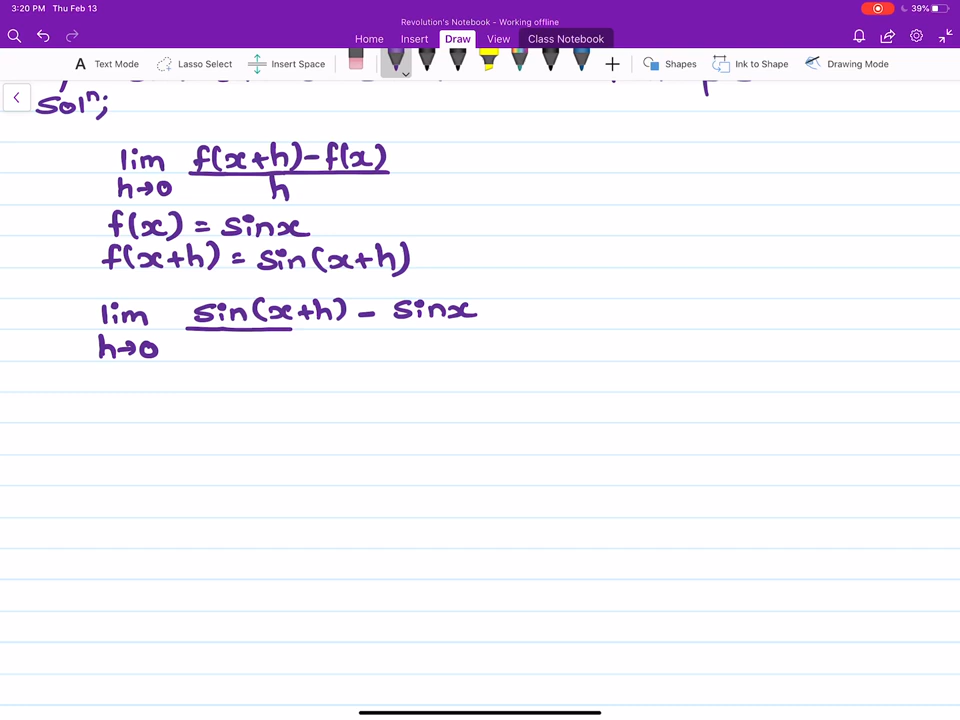 3:20 PM Thu Feb 13
39%
Revolution's Notebook - Working offline
Home Insert Draw View Class Notebook
A Text Mode Lasso Select Insert Space Shapes Ink to Shape Drawing Mode
Solⁿ;
lim f(x+h)-f(x)
h→0 h
f(x) = sinx
f(x+h) = sin(x+h)
lim sin(x+h) - sinx
h→0